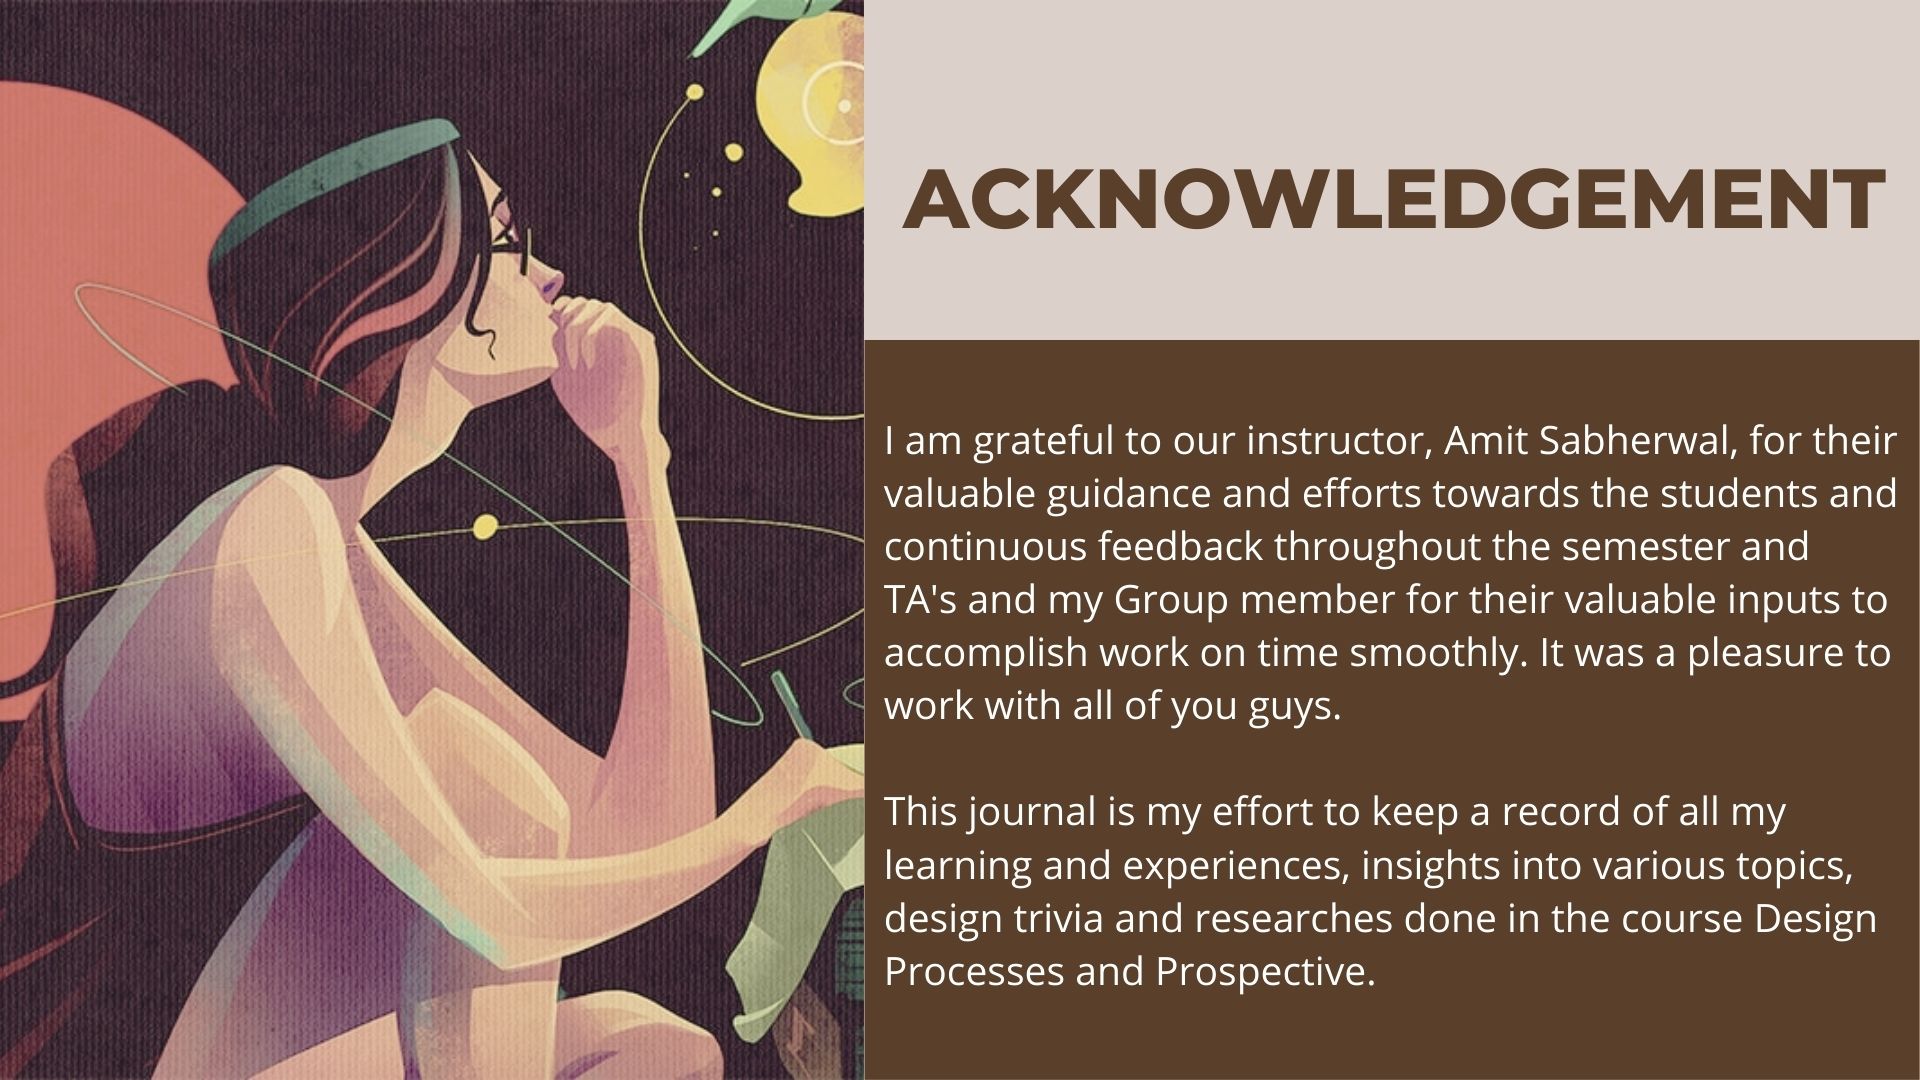 ACKNOWLEDGEMENT
I am grateful to our instructor, Amit Sabherwal, for their
valuable guidance and efforts towards the students and
continuous feedback throughout the semester and
TA's and my Group member for their valuable inputs to
accomplish work on time smoothly. It was a pleasure to
work with all of you guys.
This journal is my effort to keep a record of all my
learning and experiences, insights into various topics,
design trivia and researches done in the course Design
Processes and Prospective.